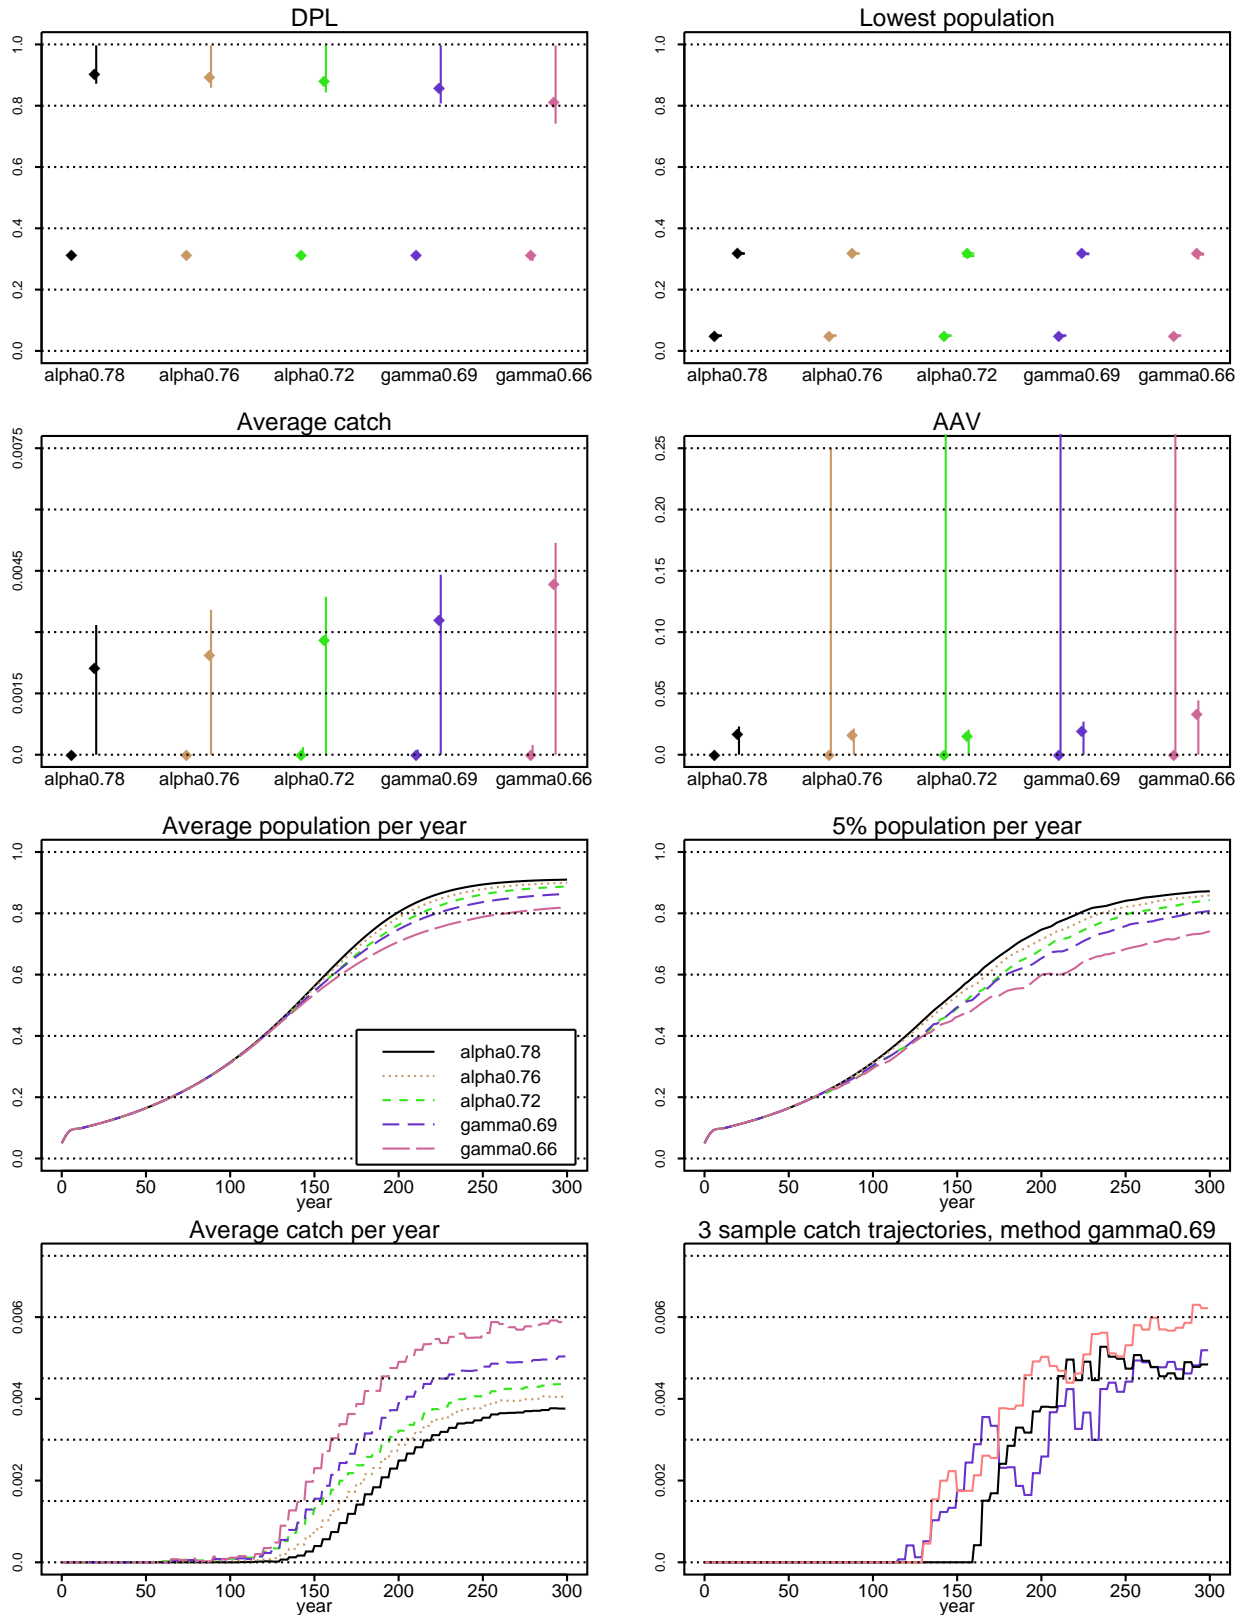 DPL
1.0
0.8
0.6
0.4
0.2
0.0
alpha0.78 alpha0.76 alpha0.72 gamma0.69 gamma0.66
Lowest population
1.0
0.8
0.6
0.4
0.2
0.0
alpha0.78 alpha0.76 alpha0.72 gamma0.69 gamma0.66
Average catch
0.0075
0.0045
0.0015
0.0
alpha0.78 alpha0.76 alpha0.72 gamma0.69 gamma0.66
AAV
0.25
0.20
0.15
0.10
0.05
0.0
alpha0.78 alpha0.76 alpha0.72 gamma0.69 gamma0.66
Average population per year
1.0
0.8
0.6
0.4
0.2
0.0
alpha0.78
alpha0.76
alpha0.72
gamma0.69
gamma0.66
0 50 100 150 200 250 300
year
5% population per year
1.0
0.8
0.6
0.4
0.2
0.0
0 50 100 150 200 250 300
year
Average catch per year
0.006
0.004
0.002
0.0
0 50 100 150 200 250 300
year
3 sample catch trajectories, method gamma0.69
0.006
0.004
0.002
0.0
0 50 100 150 200 250 300
year